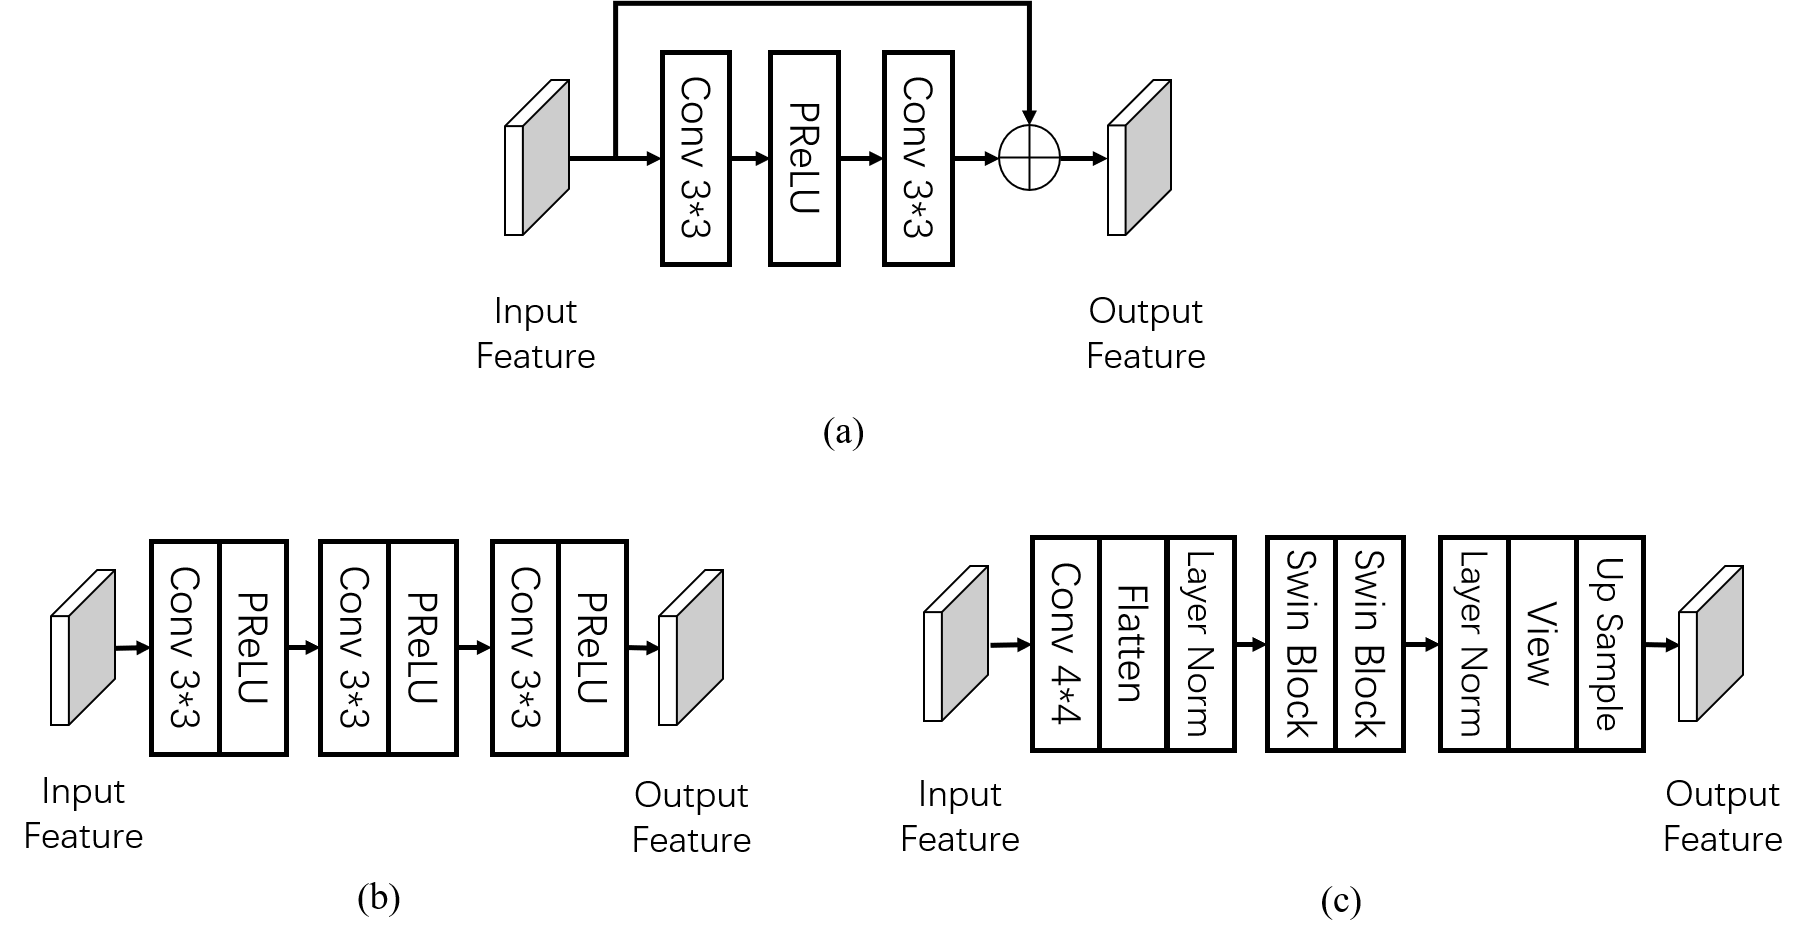 Conv 3*3
PReLU
Conv 3*3
Input
Feature
Output
Feature
(a)
Conv 3*3
PReLU
Conv 3*3
PReLU
Conv 3*3
PReLU
Input
Feature
Output
Feature
(b)
Conv 4*4
Flatten
Layer Norm
Swin Block
Swin Block
Layer Norm
View
Up Sample
Input
Feature
Output
Feature
(c)